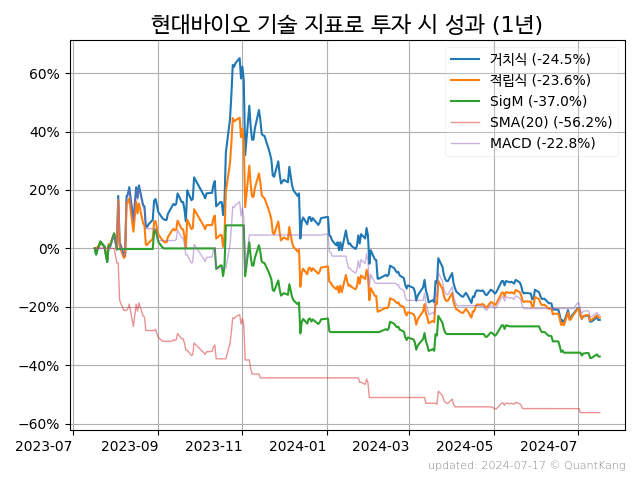 현대바이오 기술 지표로 투자 시 성과 (1년)
거치식 (-24.5%)
적립식 (-23.6%)
SigM (-37.0%)
SMA(20) (-56.2%)
MACD (-22.8%)
60%
40%
20%
0%
−20%
−40%
−60%
2023-07 2023-09 2023-11 2024-01 2024-03 2024-05 2024-07
updated: 2024-07-17 © QuantKang